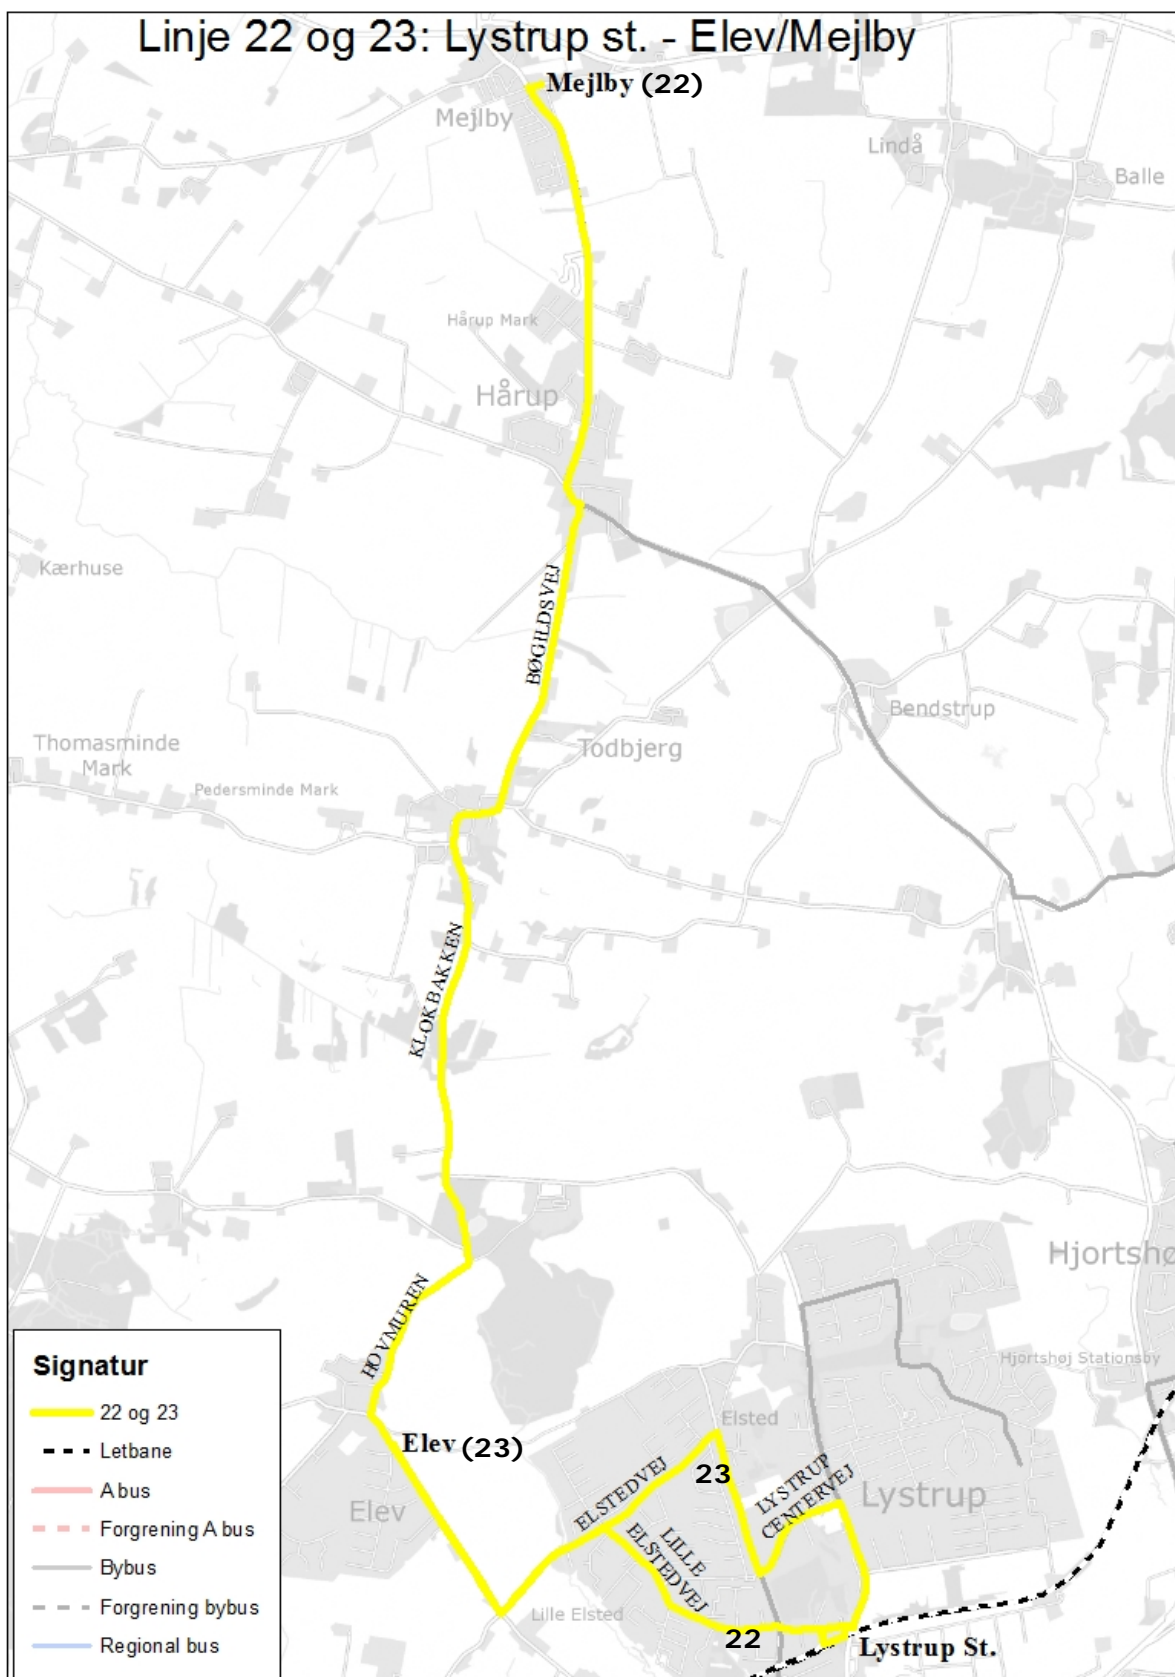 Linje 22 og 23: Lystrup st. - Elev/Mejlby
Mejlby (22)
Mejlby
Lindå
Balle
Hårup Mark
Hårup
Kærhuse
BØGILDSVEJ
Bendstrup
Thomasminde
Mark
Todbjerg
Pedersminde Mark
KLOKBAKKEN
Hjortshø
HOVMUREN
Hjortshøj Stationsby
Signatur
22 og 23
Letbane
A bus
Forgrening A bus
Bybus
Forgrening bybus
Regional bus
Elev (23)
Elev
Elsted
23
ELSTEDVEJ
LYSTRUP
CENTERVEJ
Lystrup
LILLE
ELSTEDVEJ
Lille Elsted
22
Lystrup St.